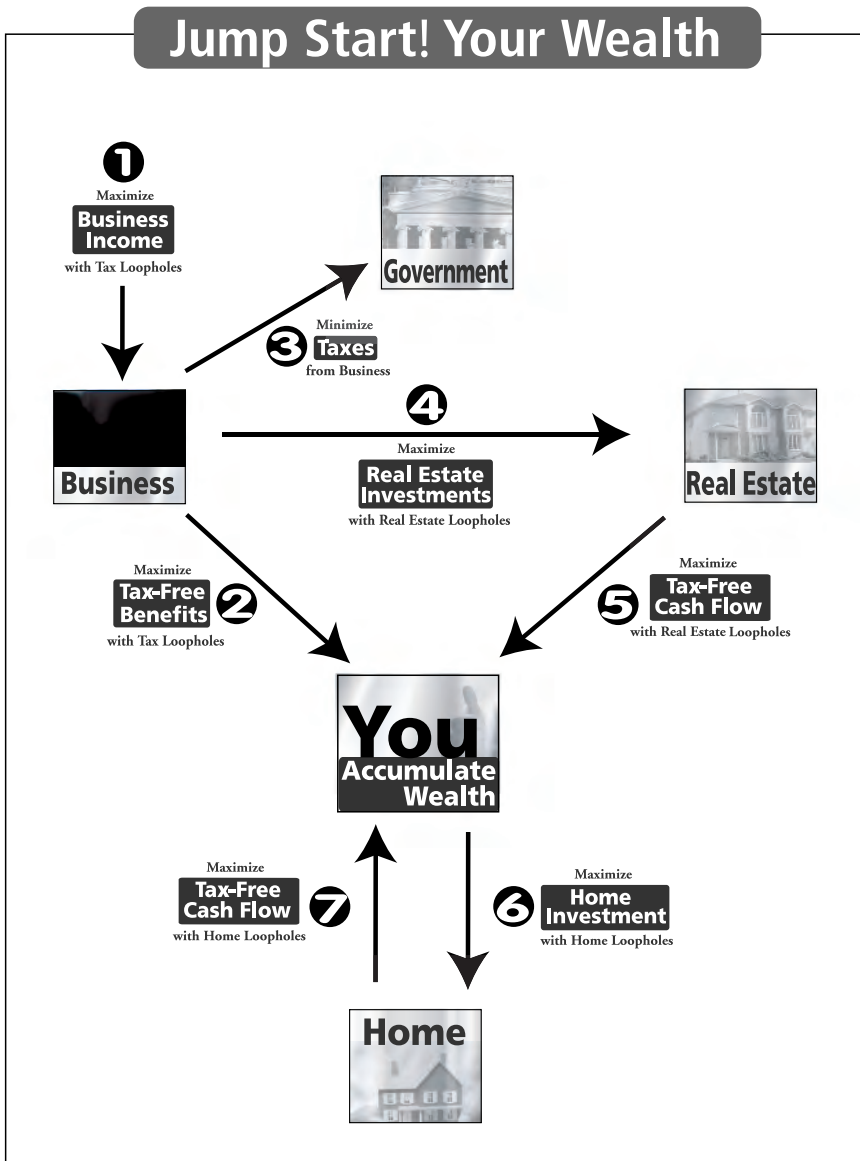 Jump Start! Your Wealth
1
Maximize
Business
Income
with Tax Loopholes
Government
3
Minimize
Taxes
from Business
4
Maximize
Real Estate
Investments
with Real Estate Loopholes
Business
Real Estate
Maximize
Tax-Free
Benefits
with Tax Loopholes
2
5
Maximize
Tax-Free
Cash Flow
with Real Estate Loopholes
You
Accumulate
Wealth
Maximize
Tax-Free
Cash Flow
with Home Loopholes
7
6
Maximize
Home
Investment
with Home Loopholes
Home